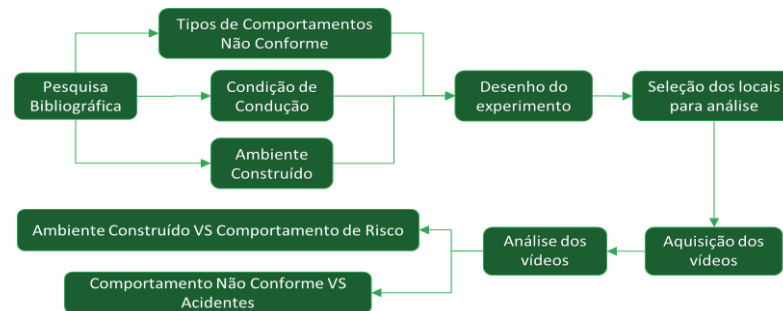 Tipos de Comportamentos
Não Conforme
Pesquisa
Bibliográfica
Condição de
Condução
Ambiente
Construído
Desenho do
experimento
Seleção dos locais
para análise
Aquisição dos
vídeos
Análise dos
vídeos
Ambiente Construído VS Comportamento de Risco
Comportamento Não Conforme VS
Acidentes